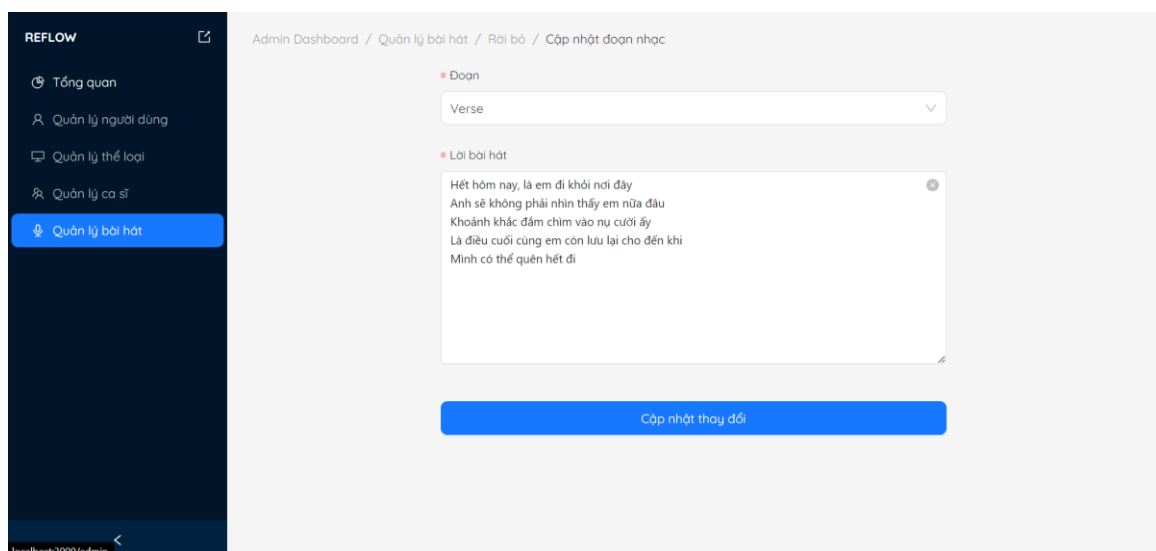 REFLOW
Tổng quan
Quản lý người dùng
Quản lý thể loại
Quản lý ca sĩ
Quản lý bài hát
Admin Dashboard / Quản lý bài hát / Rời bỏ / Cập nhật đoạn nhạc
* Đoạn
Verse
* Lời bài hát
Hết hôm nay, là em đi khỏi nơi đây
Anh sẽ không phải nhìn thấy em nữa đâu
Khoảnh khắc đắm chìm vào nụ cười ấy
Là điều cuối cùng em còn lưu lại cho đến khi
Mình có thể quên hết đi
Cập nhật thay đổi
localhost:3000/admin